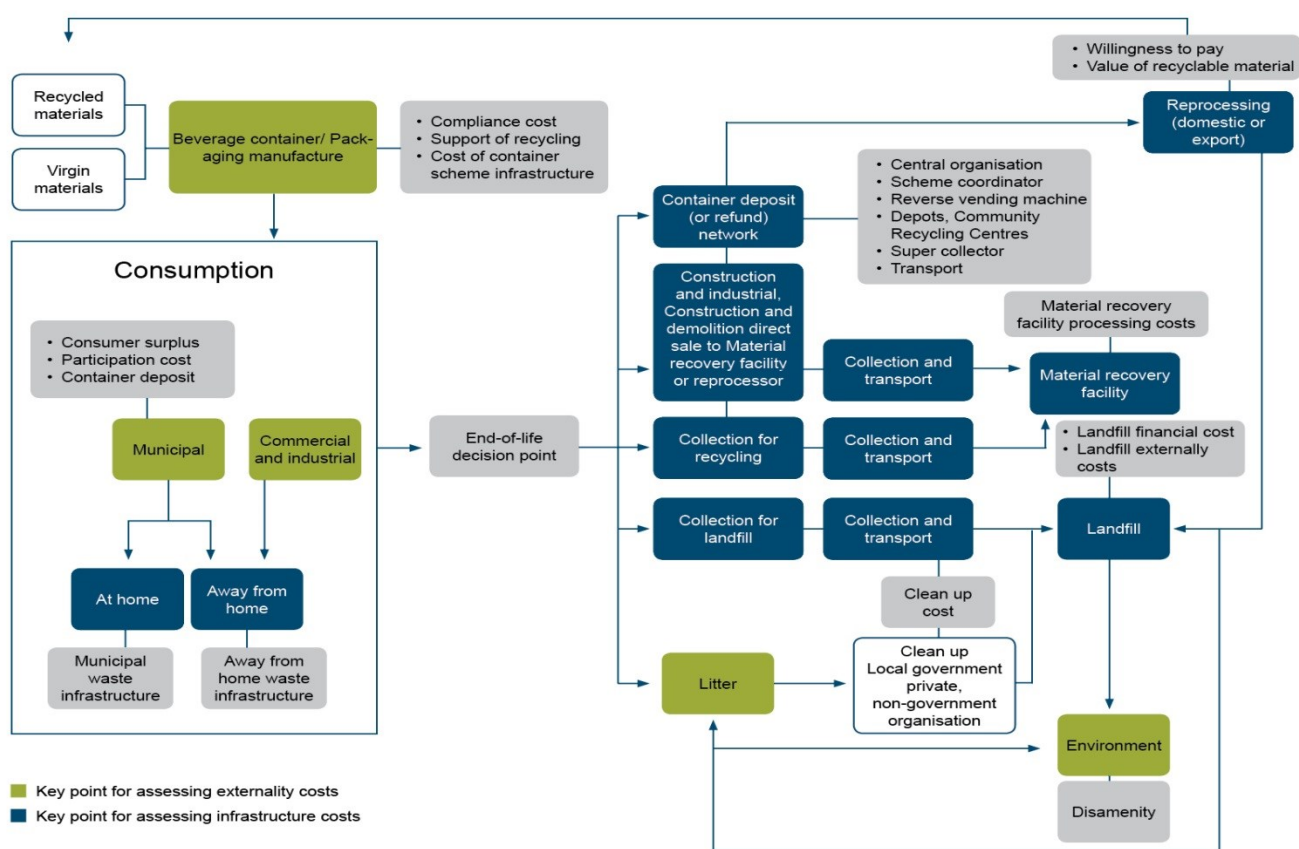 • Willingness to pay
• Value of recyclable material
Recycled
materials
Virgin
materials
Beverage container/ Pack-
aging manufacture
• Compliance cost
• Support of recycling
• Cost of container
scheme infrastructure
Reprocessing
(domestic or
export)
Consumption
• Consumer surplus
• Participation cost
• Container deposit
Municipal
Commercial
and industrial
At home
Away from
home
Municipal
waste
infrastructure
Away from
home waste
infrastructure
End-of-life
decision point
Container deposit
(or refund)
network
• Central organisation
• Scheme coordinator
• Reverse vending machine
• Depots, Community
Recycling Centres
• Super collector
• Transport
Construction
and industrial,
Construction and
demolition direct
sale to Material
recovery facility
or reprocessor
Collection and
transport
Material recovery
facility processing costs
Material recovery
facility
Collection for
recycling
Collection and
transport
• Landfill financial cost
• Landfill externally
costs
Collection for
landfill
Collection and
transport
Landfill
Clean up
cost
Litter
Clean up
Local government
private,
non-government
organisation
Environment
Disamenity
Key point for assessing externality costs
Key point for assessing infrastructure costs